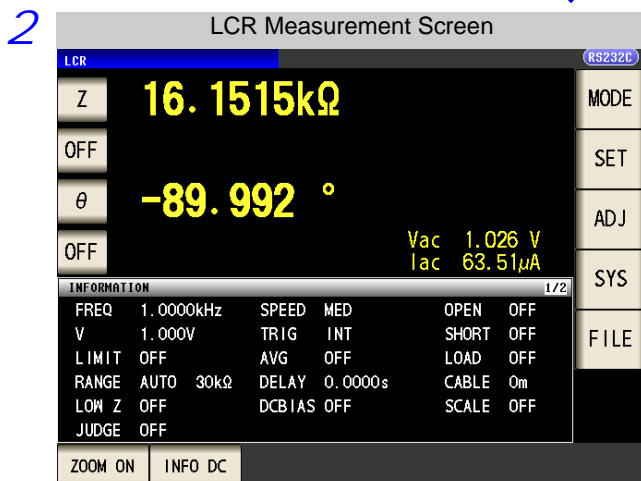 2
LCR Measurement Screen
LCR
RS232C
Z 16.1515kΩ
MODE
OFF
SET
θ -89.992 °
ADJ
OFF
Vac 1.026 V
Iac 63.51μA
SYS
INFORMATION 1/2
FREQ 1.0000kHz SPEED MED OPEN OFF
V 1.000V TRIG INT SHORT OFF
FILE
LIMIT OFF AVG OFF LOAD OFF
RANGE AUTO 30kΩ DELAY 0.0000s CABLE 0m
LOW Z OFF DCBIAS OFF SCALE OFF
JUDGE OFF
ZOOM ON INFO DC